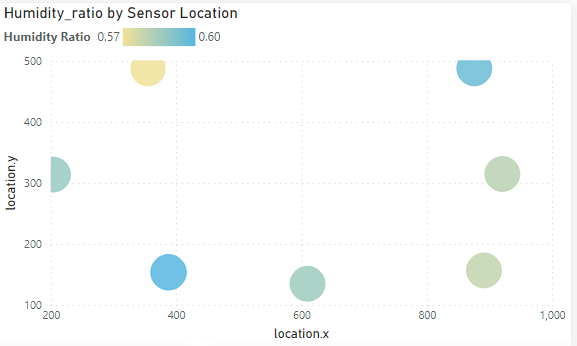 Humidity_ratio by Sensor Location
Humidity Ratio 0.57 0.60
500
400
300
200
100
location.y
200 400 600 800 1,000
location.x